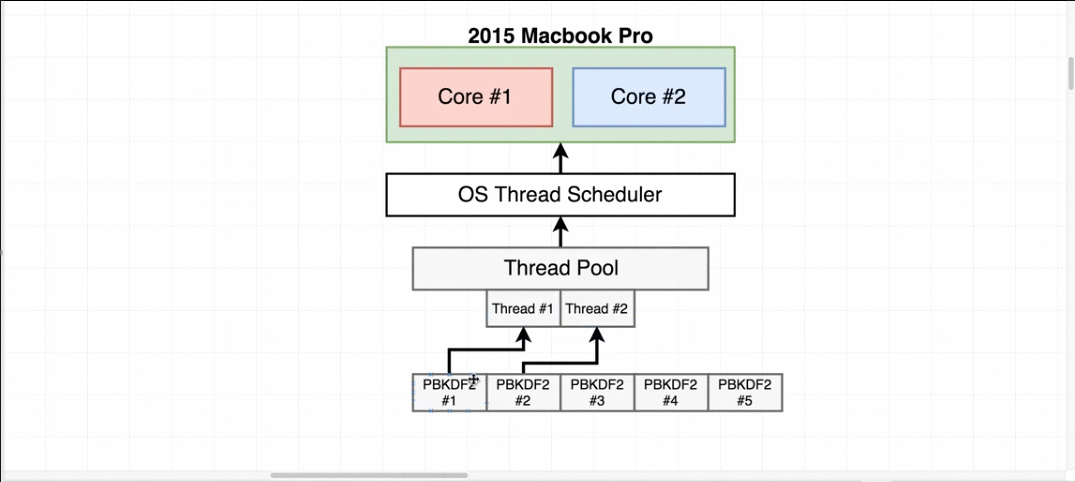 2015 Macbook Pro
Core #1
Core #2
OS Thread Scheduler
Thread Pool
Thread #1
Thread #2
PBKDF2
#1
PBKDF2
#2
PBKDF2
#3
PBKDF2
#4
PBKDF2
#5